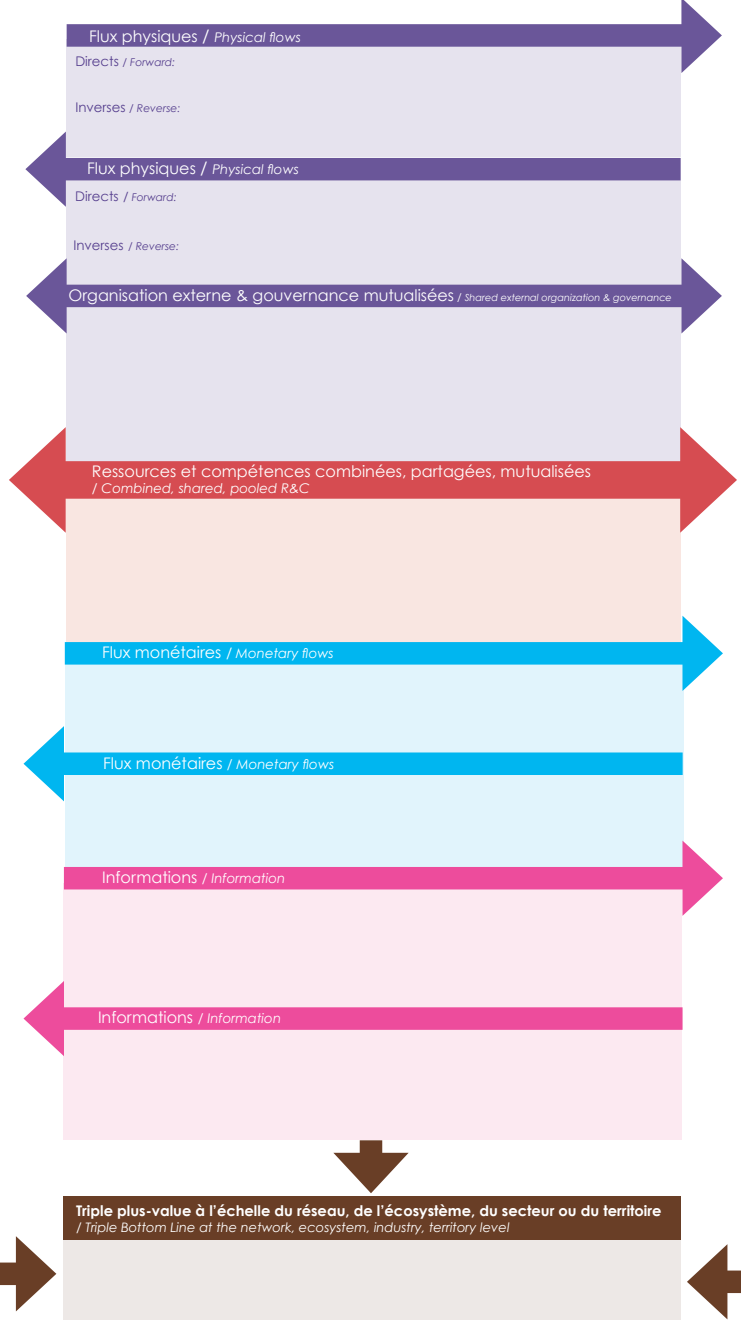 Flux physiques / Physical flows
Directs / Forward:
Inverses / Reverse:
Flux physiques / Physical flows
Directs / Forward:
Inverses / Reverse:
Organisation externe & gouvernance mutualisées / Shared external organization & governance
Ressources et compétences combinées, partagées, mutualisées
/ Combined, shared, pooled R&C
Flux monétaires / Monetary flows
Flux monétaires / Monetary flows
Informations / Information
Informations / Information
Triple plus-value à l'échelle du réseau, de l'écosystème, du secteur ou du territoire
/ Triple Bottom Line at the network, ecosystem, industry, territory level